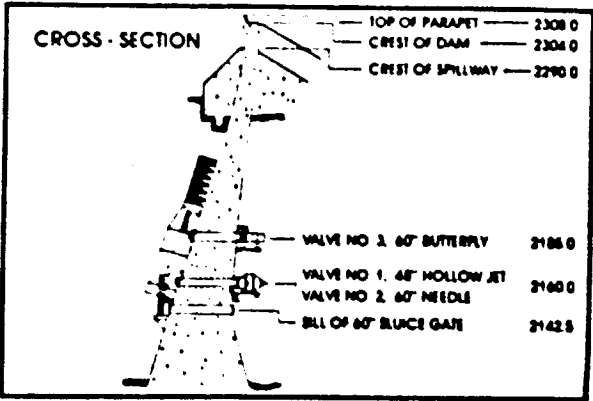 CROSS - SECTION
TOP OF PARAPET 2308.0
CREST OF DAM 2304.0
CREST OF SPILLWAY 2290.0
VALVE NO 3, 60" BUTTERFLY 2185.0
VALVE NO 1, 48" HOLLOW JET
VALVE NO 2, 60" NEEDLE 2160.0
SILL OF 60" SLUICE GATE 2142.5